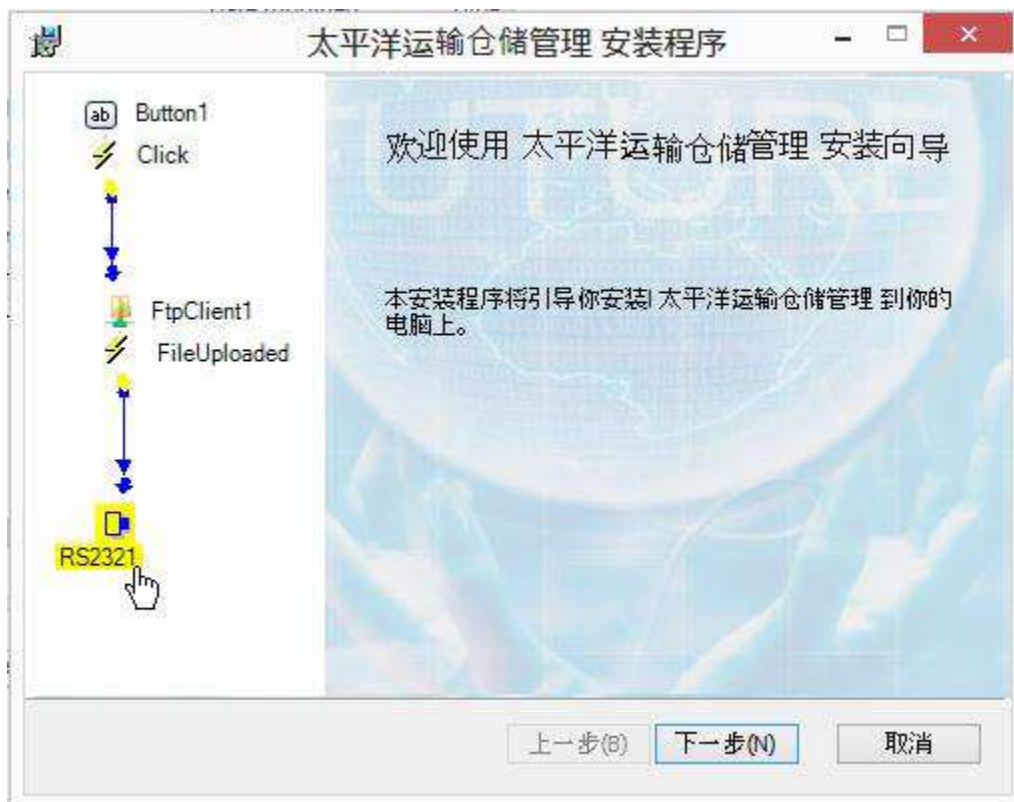 太平洋运输仓储管理 安装程序
Button1
Click
FtpClient1
FileUploaded
RS2321
欢迎使用 太平洋运输仓储管理 安装向导
本安装程序将引导你安装 太平洋运输仓储管理 到你的
电脑上。
上一步(B)
下一步(N)
取消